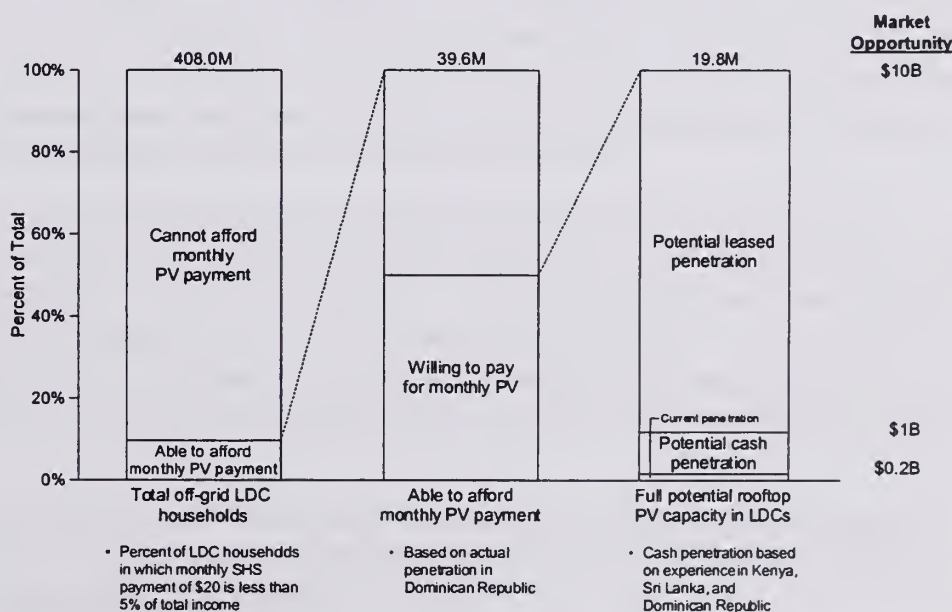 Market
Opportunity
408.0M
39.6M
19.8M
$10B
100%
80%
60%
40%
20%
0%
Percent of Total
Cannot afford
monthly
PV payment
Able to afford
monthly PV payment
Willing to pay
for monthly PV
Potential leased
penetration
Current penetration
Potential cash
penetration
$1B
$0.2B
Total off-grid LDC
households
Able to afford
monthly PV payment
Full potential rooftop
PV capacity in LDCs
• Percent of LDC househdds
in which monthly SHS
payment of $20 is less than
5% of total income
• Based on actual
penetration in
Dominican Republic
• Cash penetration based
on experience in Kenya,
Sri Lanka, and
Dominican Republic